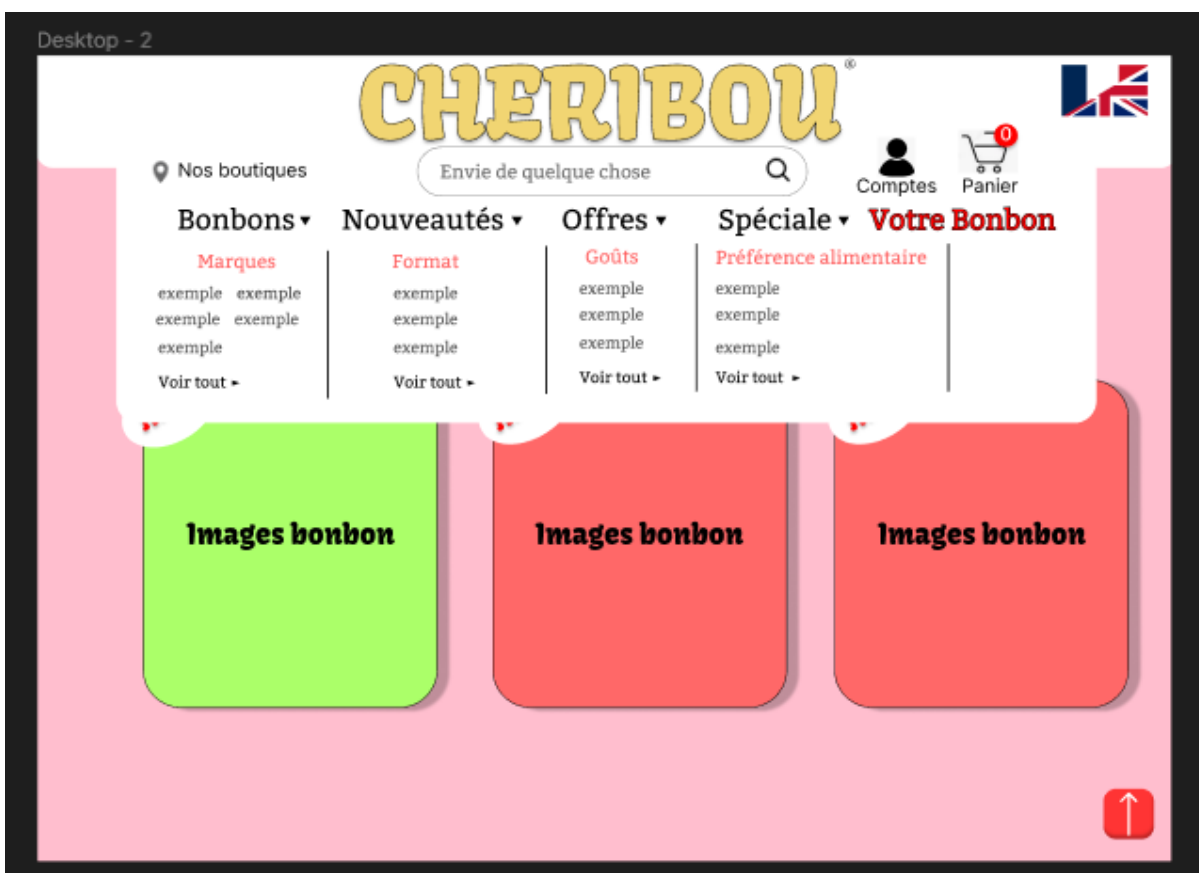 Desktop - 2
CHERIBOU®
Nos boutiques
Envie de quelque chose
Comptes
0
Panier
Bonbons ▾ Nouveautés ▾ Offres ▾ Spéciale ▾ Votre Bonbon
Marques Format Goûts Préférence alimentaire
exemple exemple exemple exemple exemple
exemple exemple exemple exemple exemple
exemple exemple exemple exemple
Voir tout ► Voir tout ► Voir tout ► Voir tout ►
Images bonbon Images bonbon Images bonbon